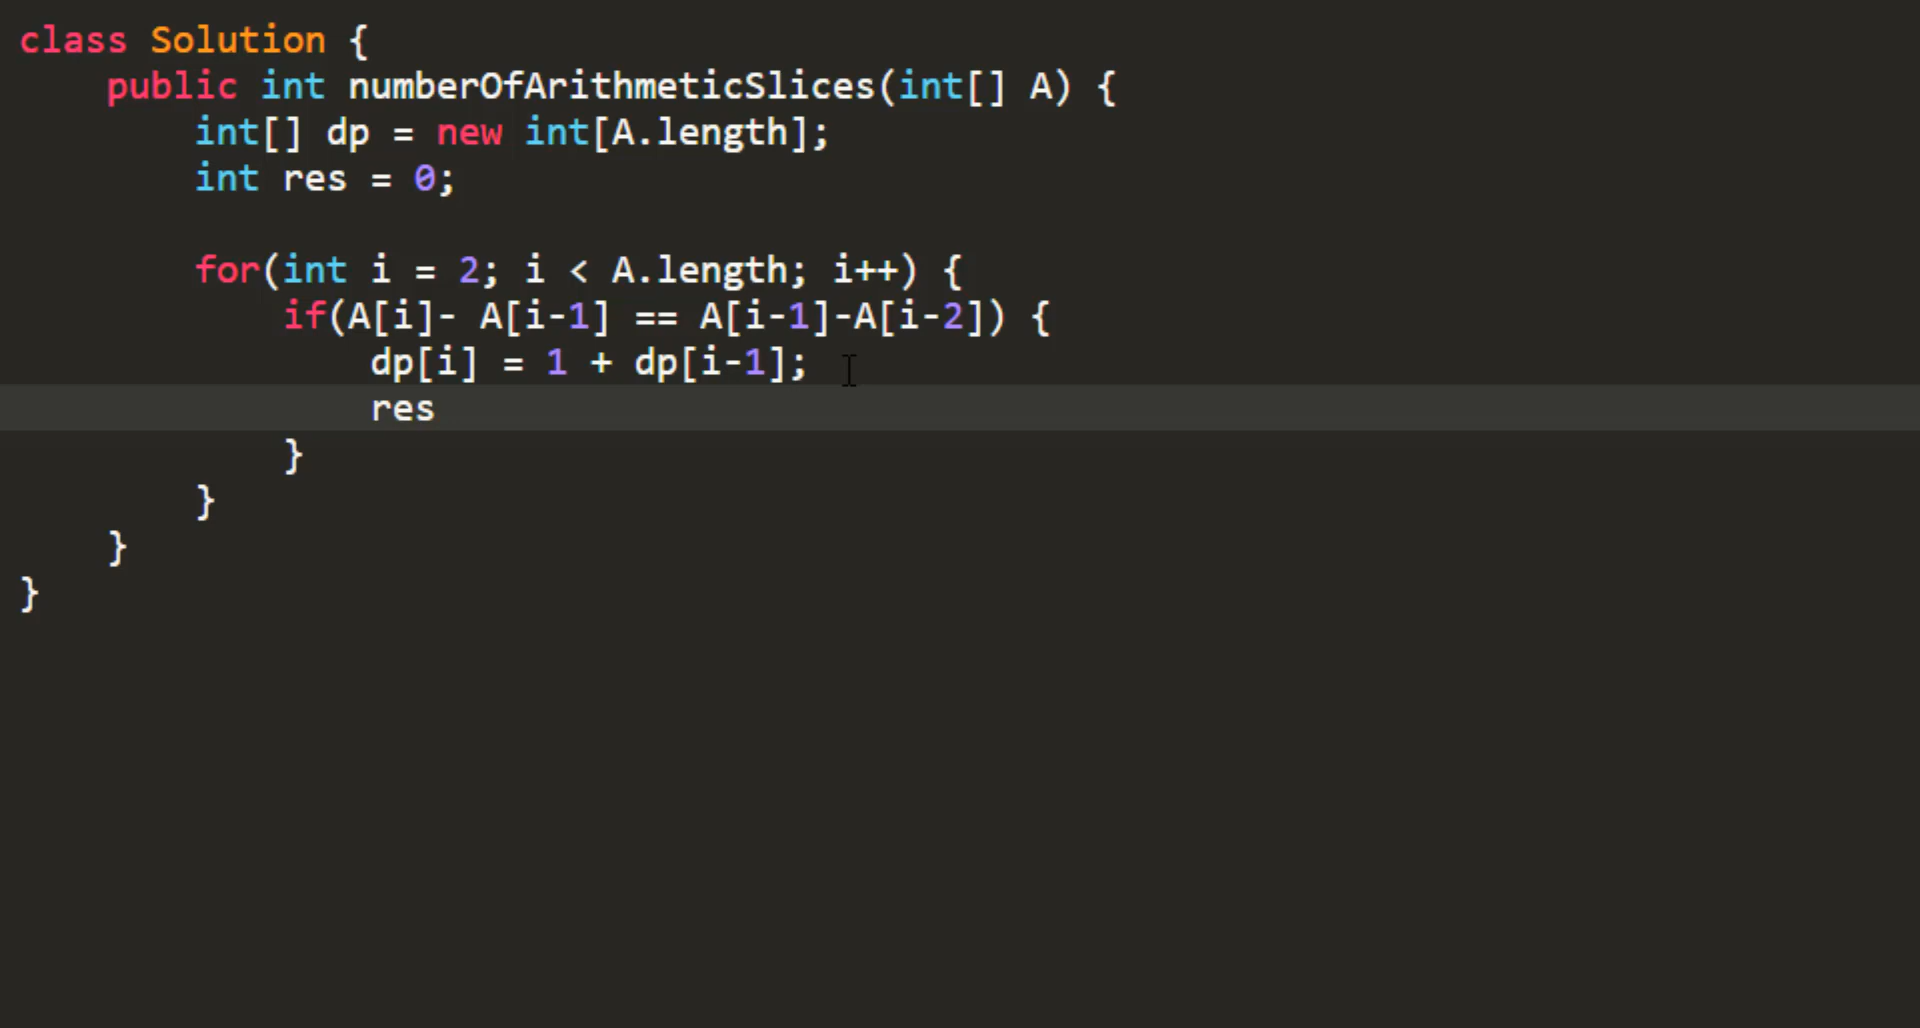 class Solution {
    public int numberOfArithmeticSlices(int[] A) {
        int[] dp = new int[A.length];
        int res = 0;

        for(int i = 2; i < A.length; i++) {
            if(A[i]- A[i-1] == A[i-1]-A[i-2]) {
                dp[i] = 1 + dp[i-1];
                res
            }
        }
    }
}